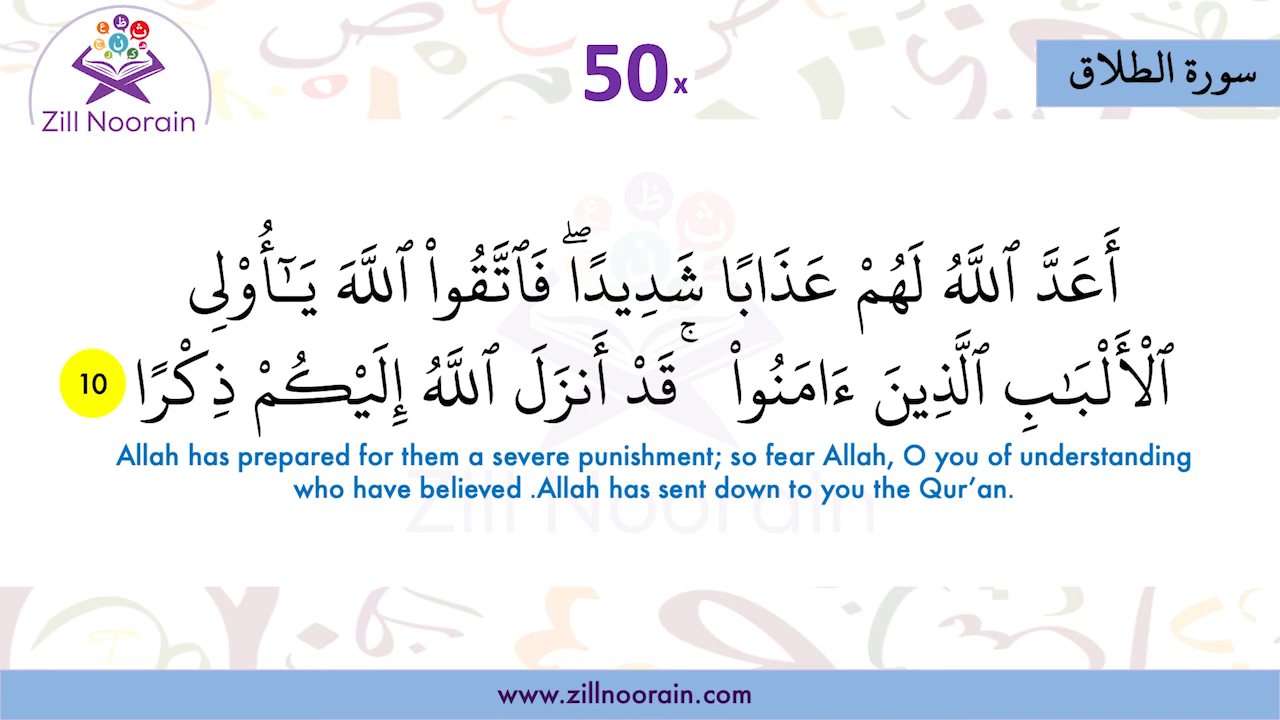 Zill Noorain
50x
سورة الطلاق
أَعَدَّ ٱللَّهُ لَهُمْ عَذَابًا شَدِيدًا ۖ فَٱتَّقُوا۟ ٱللَّهَ يَـٰٓأُو۟لِى
ٱلْأَلْبَـٰبِ ٱلَّذِينَ ءَامَنُوا۟ ۚ قَدْ أَنزَلَ ٱللَّهُ إِلَيْكُمْ ذِكْرًا 10
Allah has prepared for them a severe punishment; so fear Allah, O you of understanding
who have believed .Allah has sent down to you the Qur’an.
Zill Noorain
www.zillnoorain.com